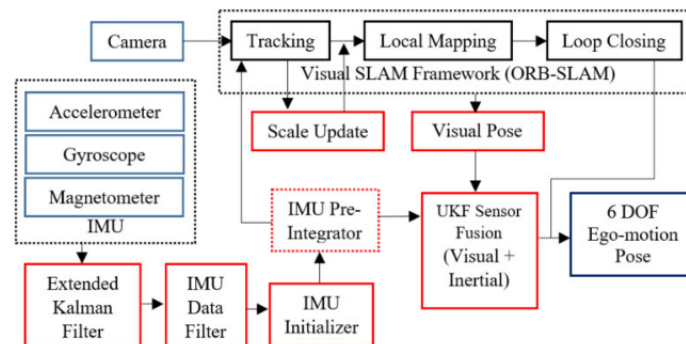 Camera
Tracking
Local Mapping
Loop Closing
Visual SLAM Framework (ORB-SLAM)
Accelerometer
Gyroscope
Magnetometer
IMU
Scale Update
Visual Pose
IMU Pre-
Integrator
UKF Sensor
Fusion
(Visual +
Inertial)
6 DOF
Ego-motion
Pose
Extended
Kalman
Filter
IMU
Data
Filter
IMU
Initializer